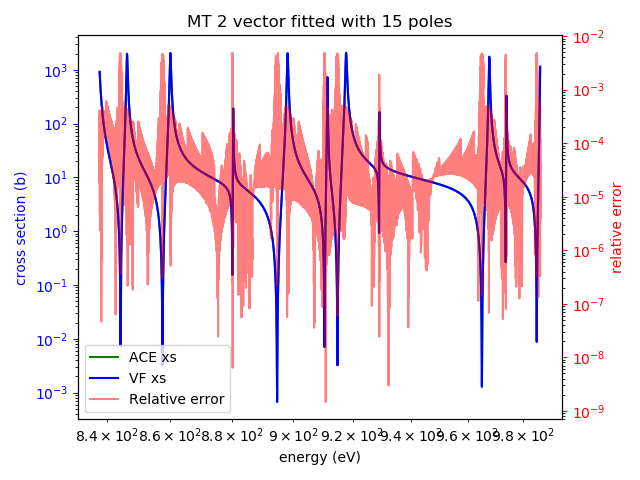 MT 2 vector fitted with 15 poles
cross section (b)
10³
10²
10¹
10⁰
10⁻¹
10⁻²
10⁻³
10⁻²
10⁻³
10⁻⁴
10⁻⁵
10⁻⁶
10⁻⁷
10⁻⁸
10⁻⁹
relative error
ACE xs
VF xs
Relative error
8.4 × 10² 8.6 × 10² 8.8 × 10² 9 × 10² 9.2 × 10² 9.4 × 10² 9.6 × 10² 9.8 × 10²
energy (eV)